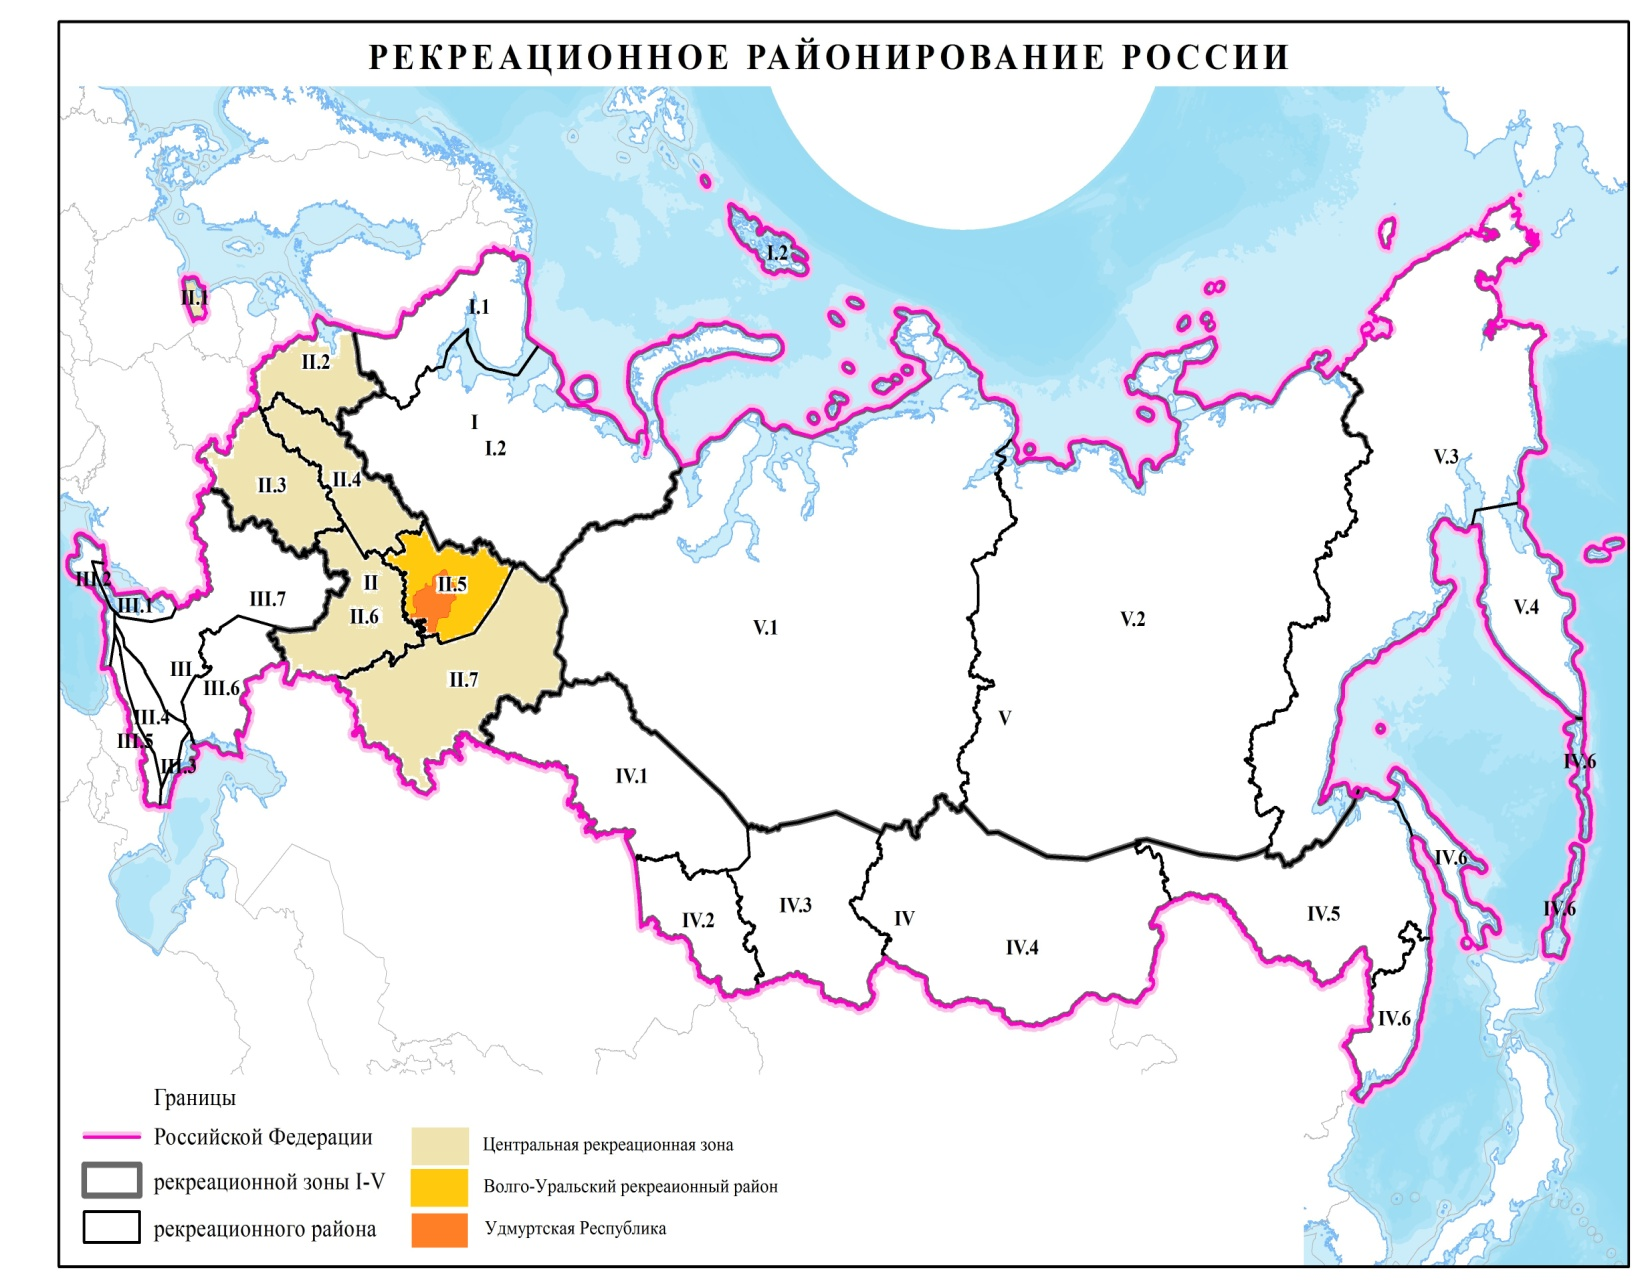 РЕКРЕАЦИОННОЕ РАЙОНИРОВАНИЕ РОССИИ
I.2
II.1
I.1
II.2
I
I.2
V.3
II.3
II.4
III.2
III.1
III.7
II
II.5
II.6
V.1
V.2
V.4
III
III.6
II.7
V
III.4
III.5
III.3
IV.1
IV.6
IV.6
IV.2
IV.3
IV
IV.4
IV.5
IV.6
IV.6
Границы
Российской Федерации
рекреационной зоны I-V
рекреационного района
Центральная рекреационная зона
Волго-Уральский рекреаионный район
Удмуртская Республика